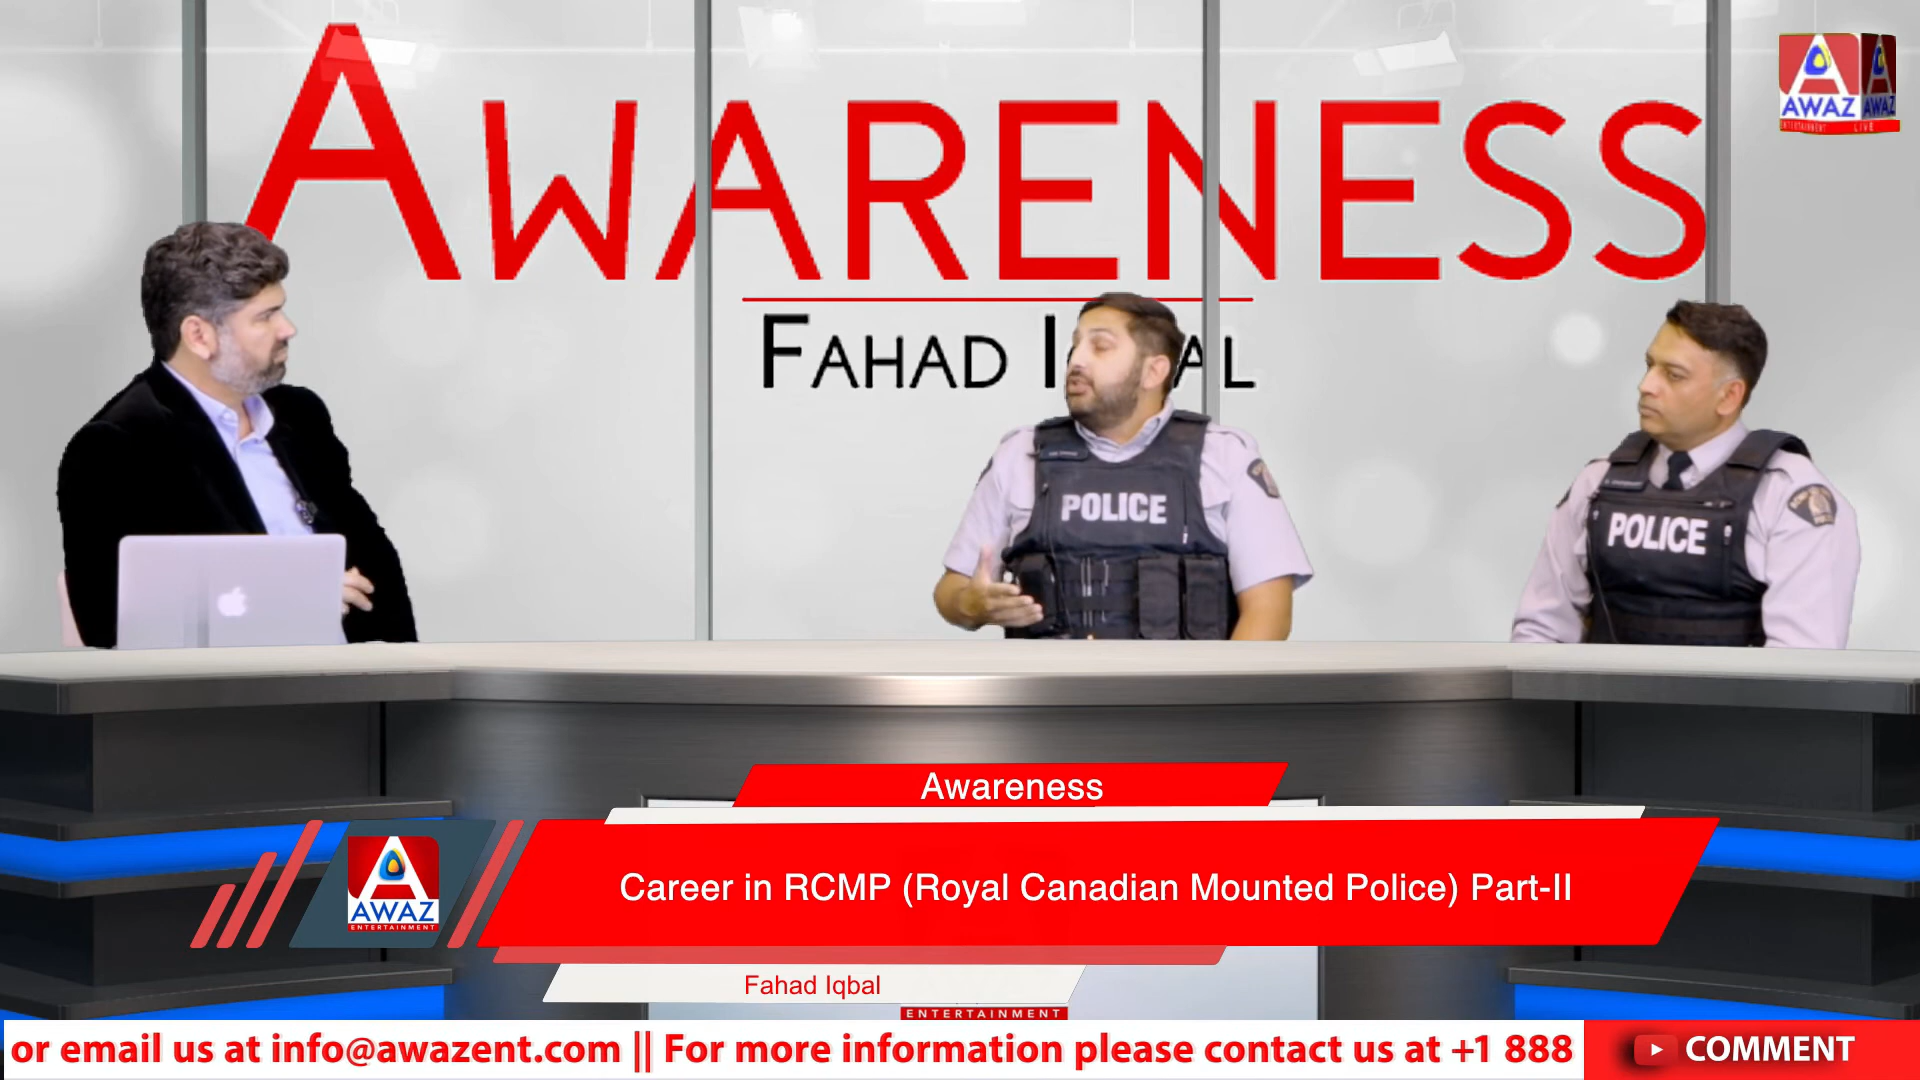 AWARENESS
FAHAD I AL
AWAZ
AWAZ
ENTERTAINMENT LIVE
POLICE
POLICE
Awareness
Career in RCMP (Royal Canadian Mounted Police) Part-II
AWAZ
ENTERTAINMENT
Fahad Iqbal
ENTERTAINMENT
or email us at info@awazent.com || For more information please contact us at +1 888
COMMENT